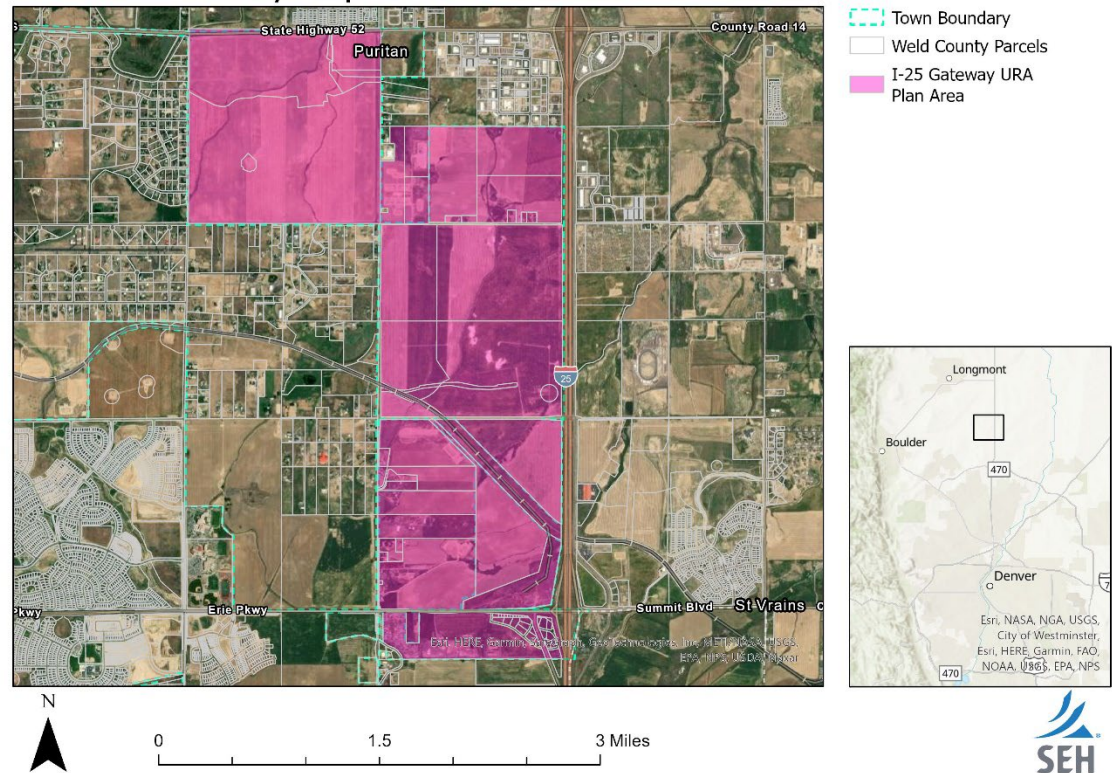 State Highway 52
County Road 14
Puritan
25
Erie Pkwy
Pkwy
Summit Blvd
St Vrains
Town Boundary
Weld County Parcels
I-25 Gateway URA
Plan Area
Longmont
Boulder
470
Denver
470
Esri, NASA, NGA, USGS,
City of Westminster,
Esri, HERE, Garmin, FAO,
NOAA, USGS, EPA, NPS
N
0
1.5
3 Miles
SEH